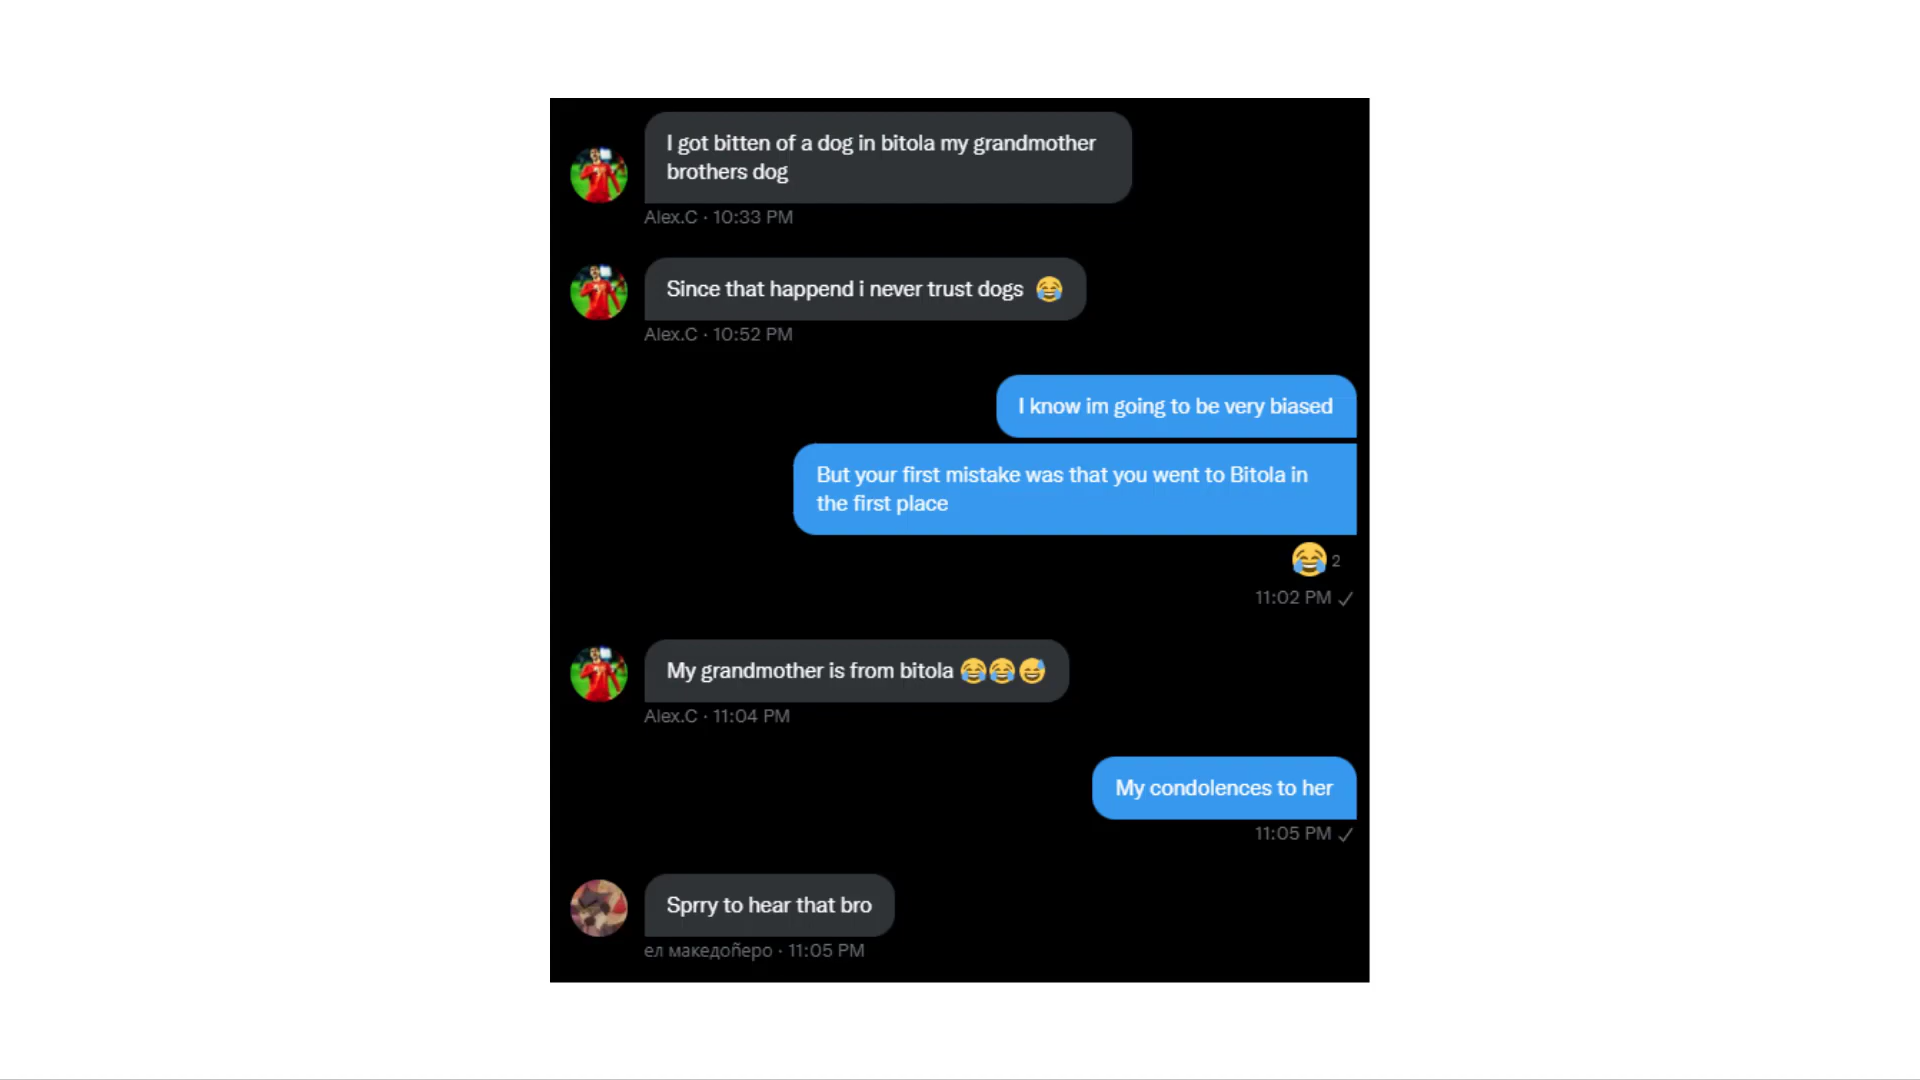 I got bitten of a dog in bitola my grandmother
brothers dog
Alex.C · 10:33 PM
Since that happend i never trust dogs 😂
Alex.C · 10:52 PM
I know im going to be very biased
But your first mistake was that you went to Bitola in
the first place
😂 2
11:02 PM ✓
My grandmother is from bitola 😂😂😅
Alex.C · 11:04 PM
My condolences to her
11:05 PM ✓
Sprry to hear that bro
ел македон̃еро · 11:05 PM